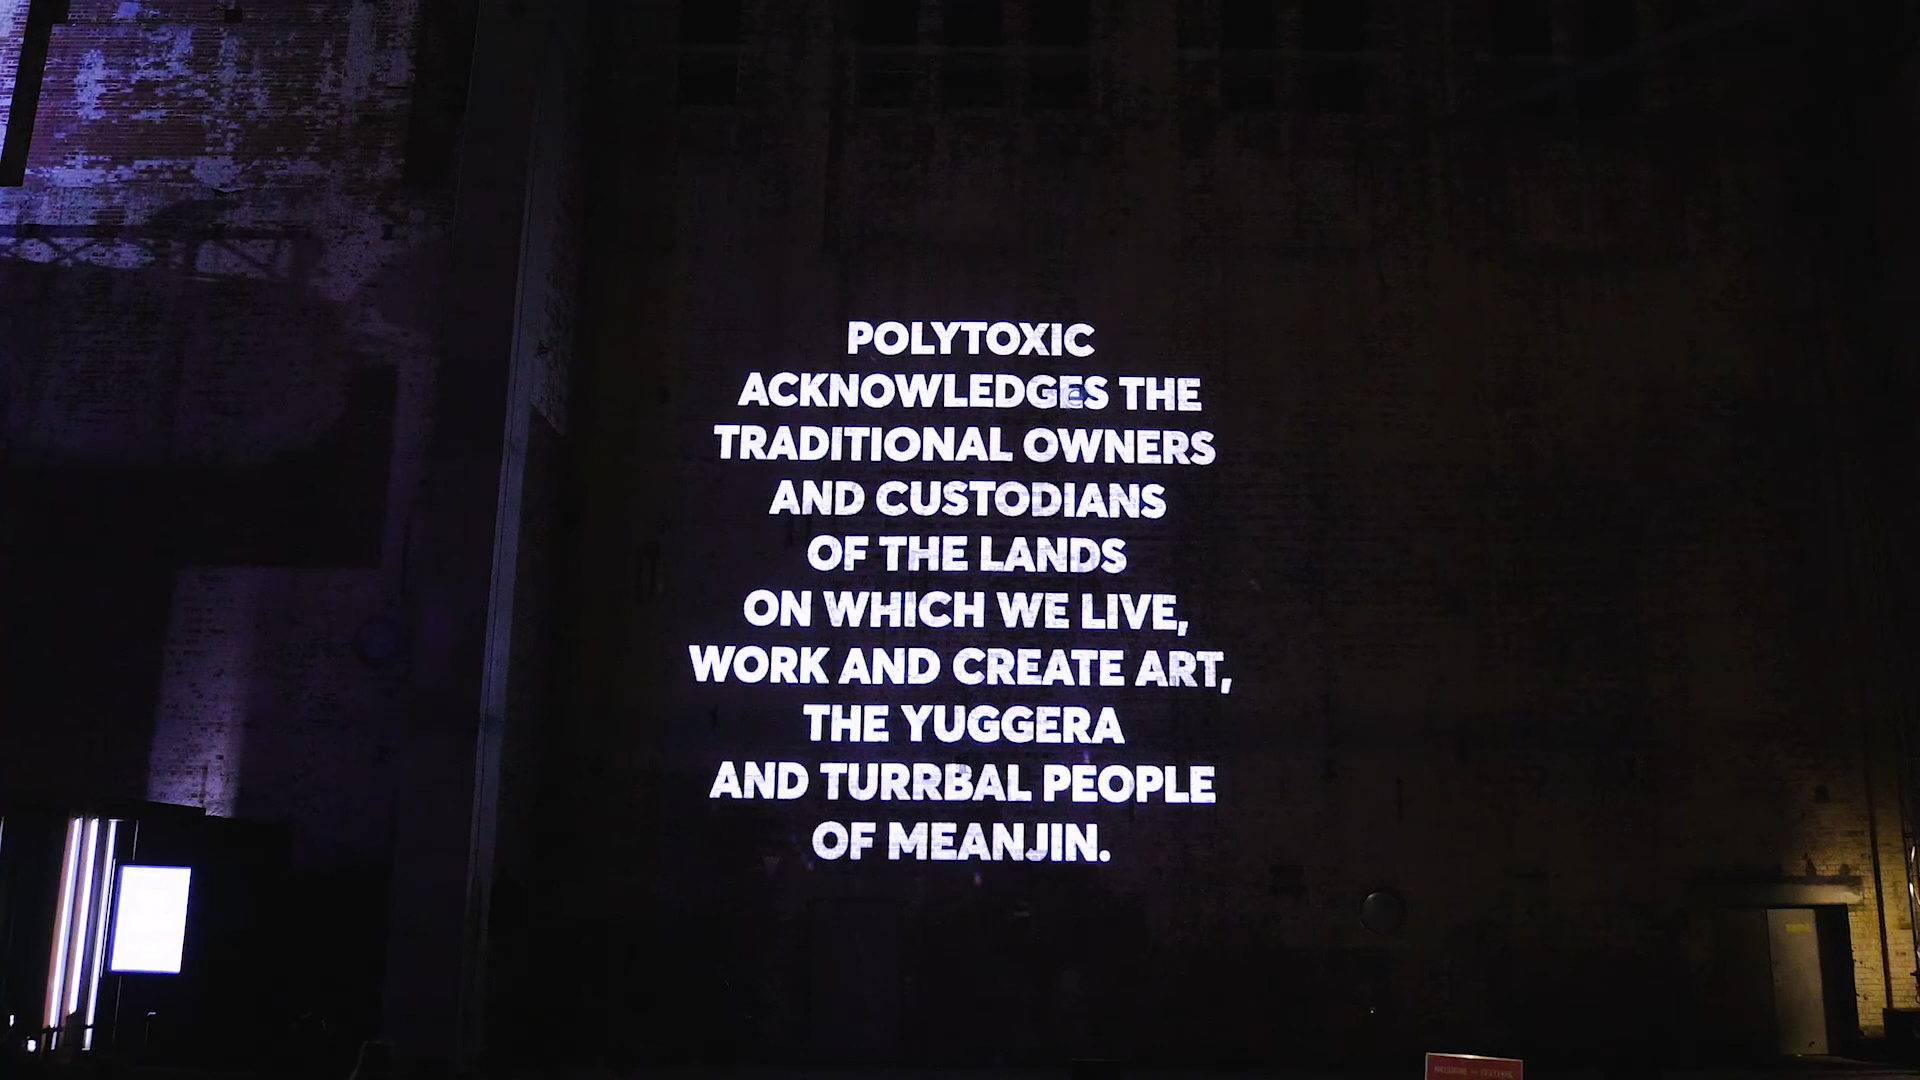 POLYTOXIC
ACKNOWLEDGES THE
TRADITIONAL OWNERS
AND CUSTODIANS
OF THE LANDS
ON WHICH WE LIVE,
WORK AND CREATE ART,
THE YUGGERA
AND TURRBAL PEOPLE
OF MEANJIN.